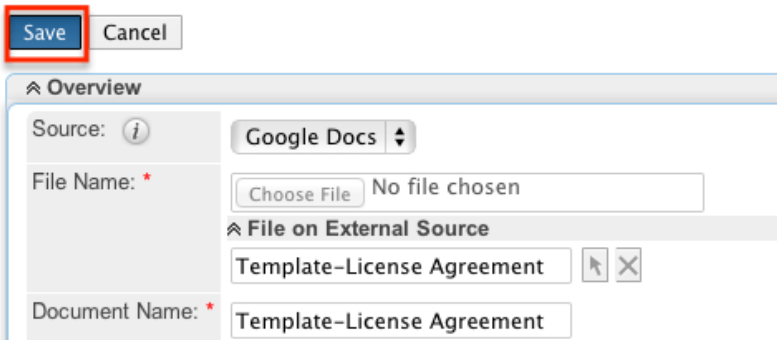 Save Cancel
Overview
Source: i Google Docs
File Name: * Choose File No file chosen
File on External Source
Template-License Agreement
Document Name: * Template-License Agreement